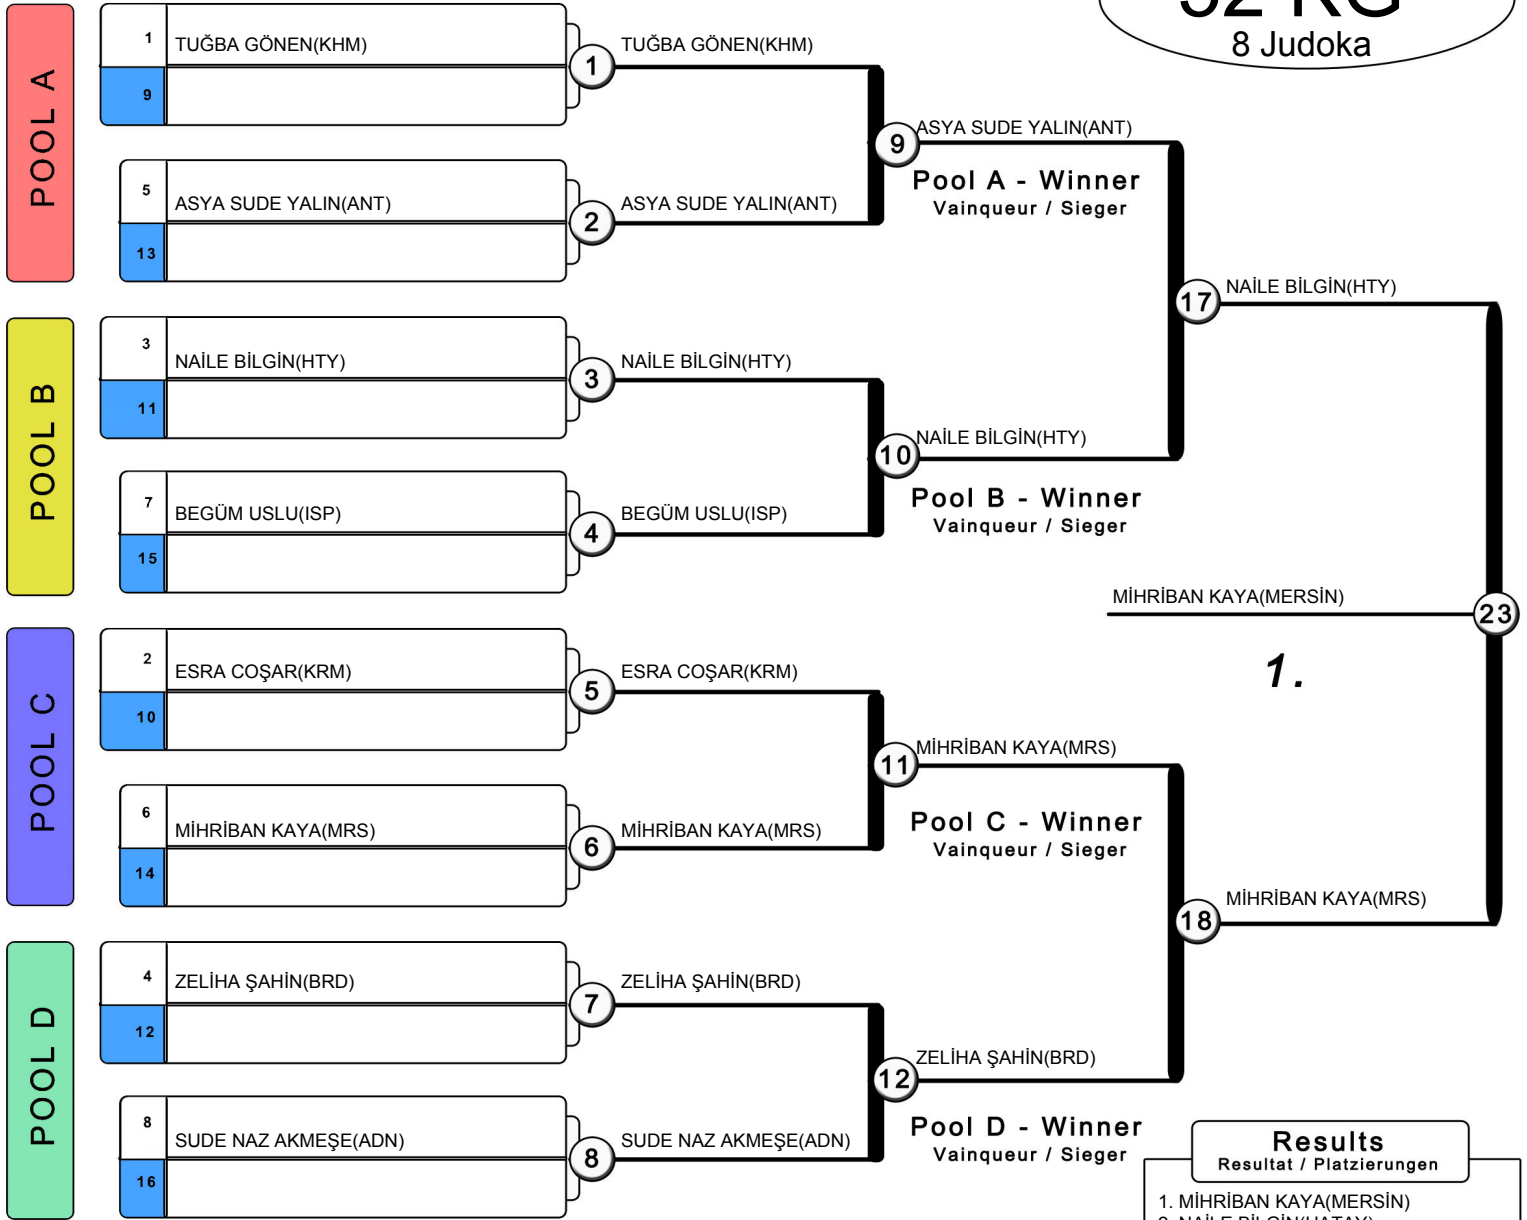 52 KG
8 Judoka
POOL A
1
TUĞBA GÖNEN(KHM)
9
1
TUĞBA GÖNEN(KHM)
5
ASYA SUDE YALIN(ANT)
13
2
ASYA SUDE YALIN(ANT)
9
ASYA SUDE YALIN(ANT)
Pool A - Winner
Vainqueur / Sieger
POOL B
3
NAİLE BİLGİN(HTY)
11
3
NAİLE BİLGİN(HTY)
7
BEGÜM USLU(ISP)
15
4
BEGÜM USLU(ISP)
10
NAİLE BİLGİN(HTY)
Pool B - Winner
Vainqueur / Sieger
17
NAİLE BİLGİN(HTY)
MİHRİBAN KAYA(MERSİN)
23
1.
POOL C
2
ESRA COŞAR(KRM)
10
5
ESRA COŞAR(KRM)
6
MİHRİBAN KAYA(MRS)
14
6
MİHRİBAN KAYA(MRS)
11
MİHRİBAN KAYA(MRS)
Pool C - Winner
Vainqueur / Sieger
18
MİHRİBAN KAYA(MRS)
POOL D
4
ZELİHA ŞAHİN(BRD)
12
7
ZELİHA ŞAHİN(BRD)
8
SUDE NAZ AKMEŞE(ADN)
16
8
SUDE NAZ AKMEŞE(ADN)
12
ZELİHA ŞAHİN(BRD)
Pool D - Winner
Vainqueur / Sieger
Results
Resultat / Platzierungen
1. MİHRİBAN KAYA(MERSİN)
2. NAİLE BİLGİN(HATAY)